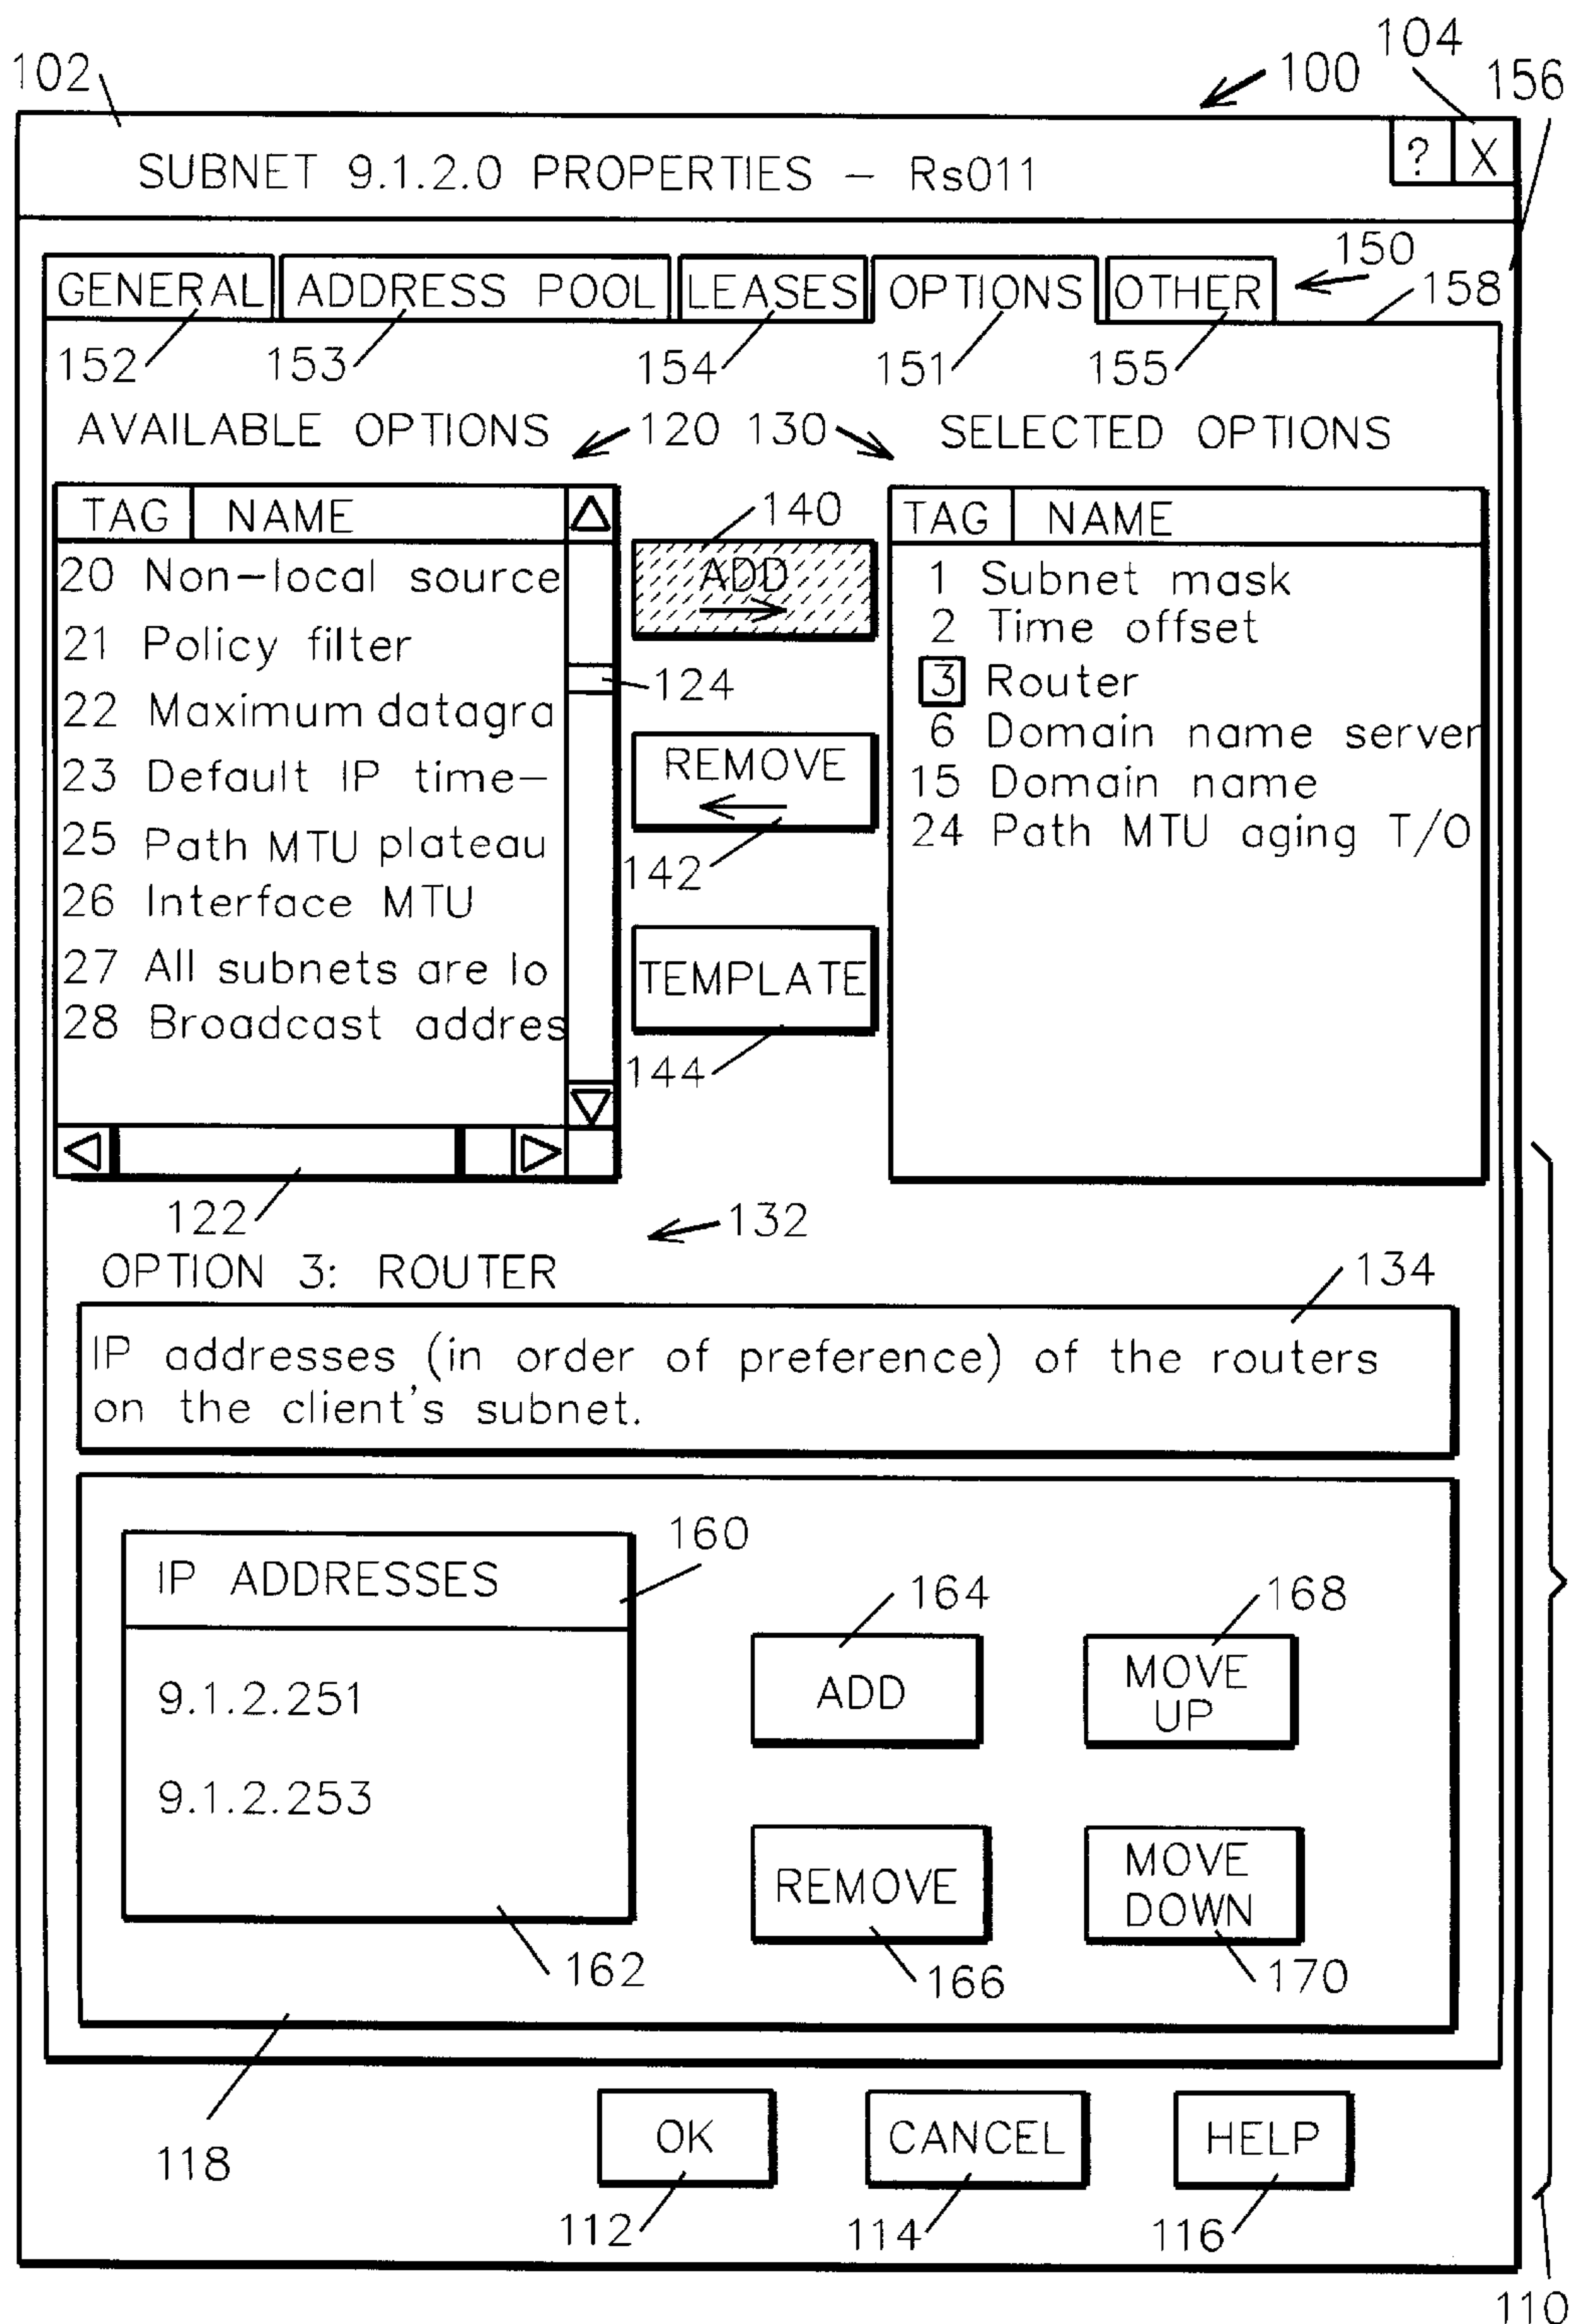 102
100
104
156
SUBNET 9.1.2.0 PROPERTIES – Rs011
?
X
GENERAL
ADDRESS POOL
LEASES
OPTIONS
OTHER
150
158
152
153
154
151
155
AVAILABLE OPTIONS
120
130
SELECTED OPTIONS
TAG NAME
20 Non–local source
21 Policy filter
22 Maximum datagra
23 Default IP time–
25 Path MTU plateau
26 Interface MTU
27 All subnets are lo
28 Broadcast addres
140
ADD
124
REMOVE
142
TEMPLATE
144
TAG NAME
1 Subnet mask
2 Time offset
3 Router
6 Domain name server
15 Domain name
24 Path MTU aging T/O
122
132
OPTION 3: ROUTER
134
IP addresses (in order of preference) of the routers
on the client's subnet.
160
IP ADDRESSES
9.1.2.251
9.1.2.253
162
164
ADD
168
MOVE
UP
REMOVE
166
MOVE
DOWN
170
118
OK
CANCEL
HELP
112
114
116
110